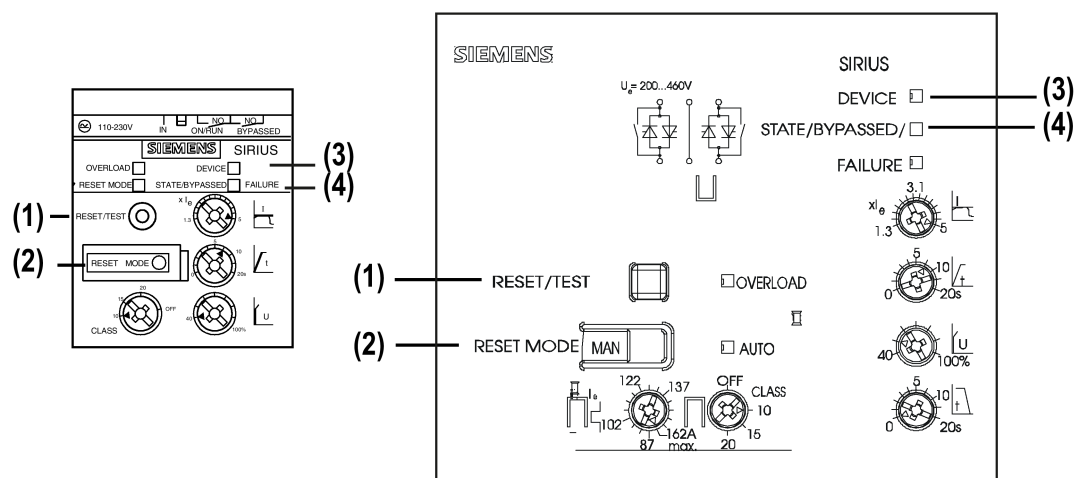 110-230V
IN
NO
ON/RUN
NO
BYPASSED
SIEMENS
SIRIUS
OVERLOAD
DEVICE
RESET MODE
STATE/BYPASSED
FAILURE
(3)
(4)
(1)
RESET/TEST
xIe
1.3
5
I
(2)
RESET MODE
0
5
10
20s
t
CLASS
10
15
20
OFF
40
100%
U
SIEMENS
SIRIUS
Ue= 200...460V
DEVICE
(3)
STATE/BYPASSED/
(4)
FAILURE
xIe
1.3
3.1
5
I
(1)
RESET/TEST
OVERLOAD
0
5
10
20s
t
(2)
RESET MODE
MAN
AUTO
40
100%
U
Ie
102
122
137
162A
max.
87
OFF
CLASS
10
15
20
0
5
10
20s
t